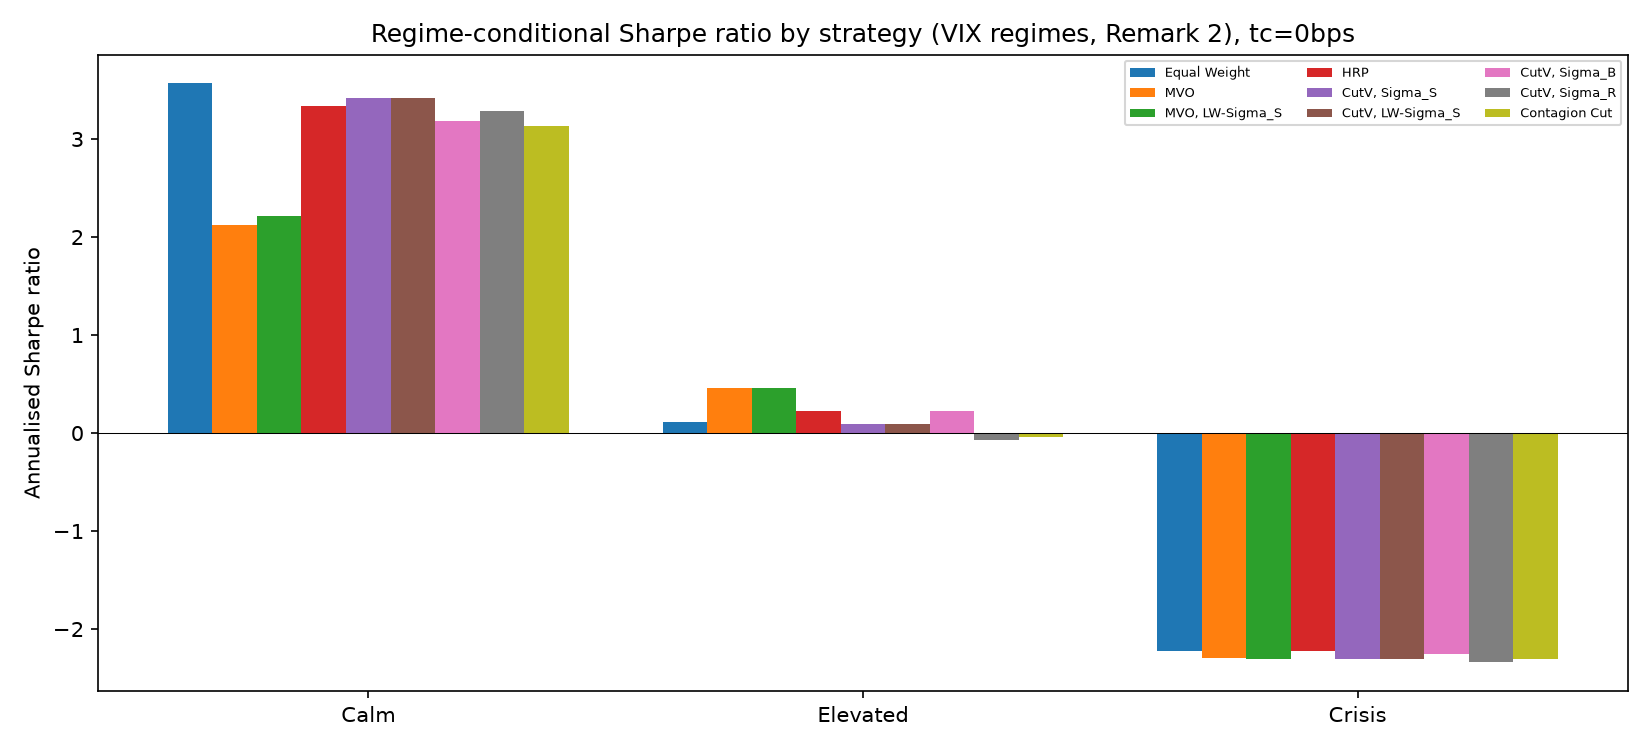 Regime-conditional Sharpe ratio by strategy (VIX regimes, Remark 2), tc=0bps
Equal Weight
MVO
MVO, LW-Sigma_S
HRP
CutV, Sigma_S
CutV, LW-Sigma_S
CutV, Sigma_B
CutV, Sigma_R
Contagion Cut
Annualised Sharpe ratio
3
2
1
0
−1
−2
Calm
Elevated
Crisis